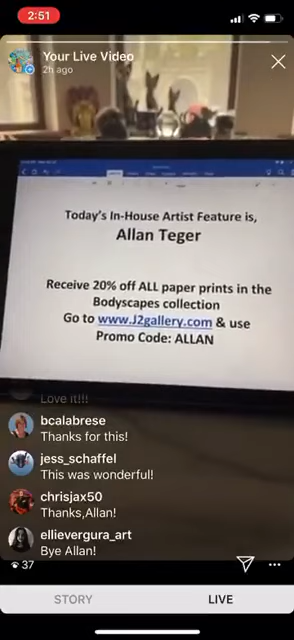 2:51
Your Live Video
2h ago
Today's In-House Artist Feature is,
Allan Teger
Receive 20% off ALL paper prints in the
Bodyscapes collection
Go to www.J2gallery.com & use
Promo Code: ALLAN
Love it!!!
bcalabrese
Thanks for this!
jess_schaffel
This was wonderful!
chrisjax50
Thanks,Allan!
ellievergura_art
Bye Allan!
37
STORY
LIVE